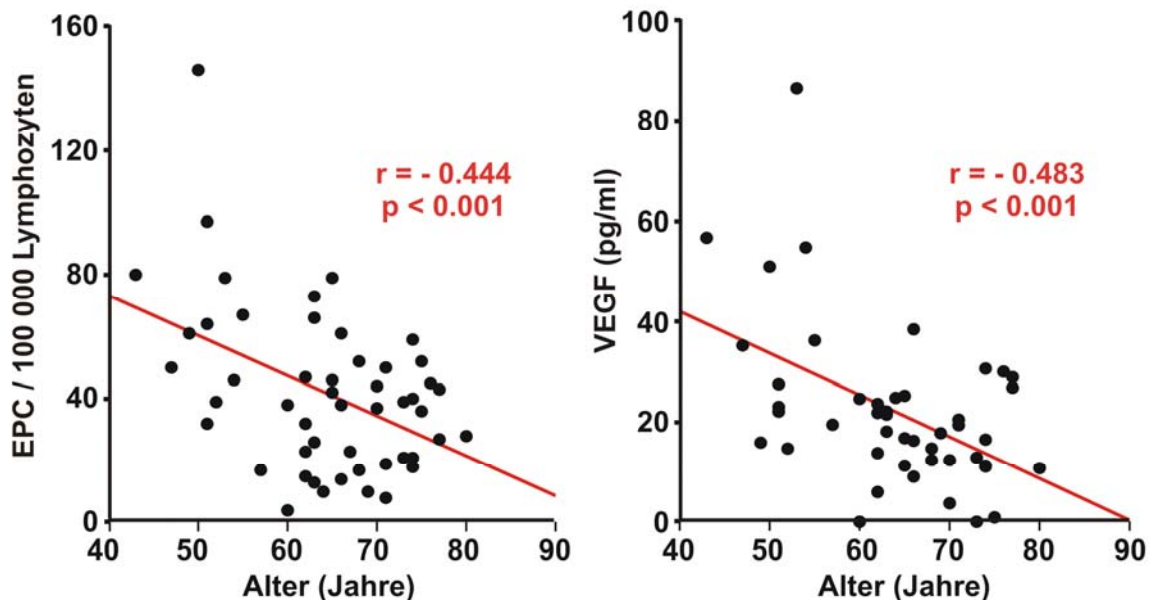 EPC / 100 000 Lymphozyten
160
120
80
40
0
r = - 0.444
p < 0.001
40 50 60 70 80 90
Alter (Jahre)
VEGF (pg/ml)
100
80
60
40
20
0
r = - 0.483
p < 0.001
40 50 60 70 80 90
Alter (Jahre)